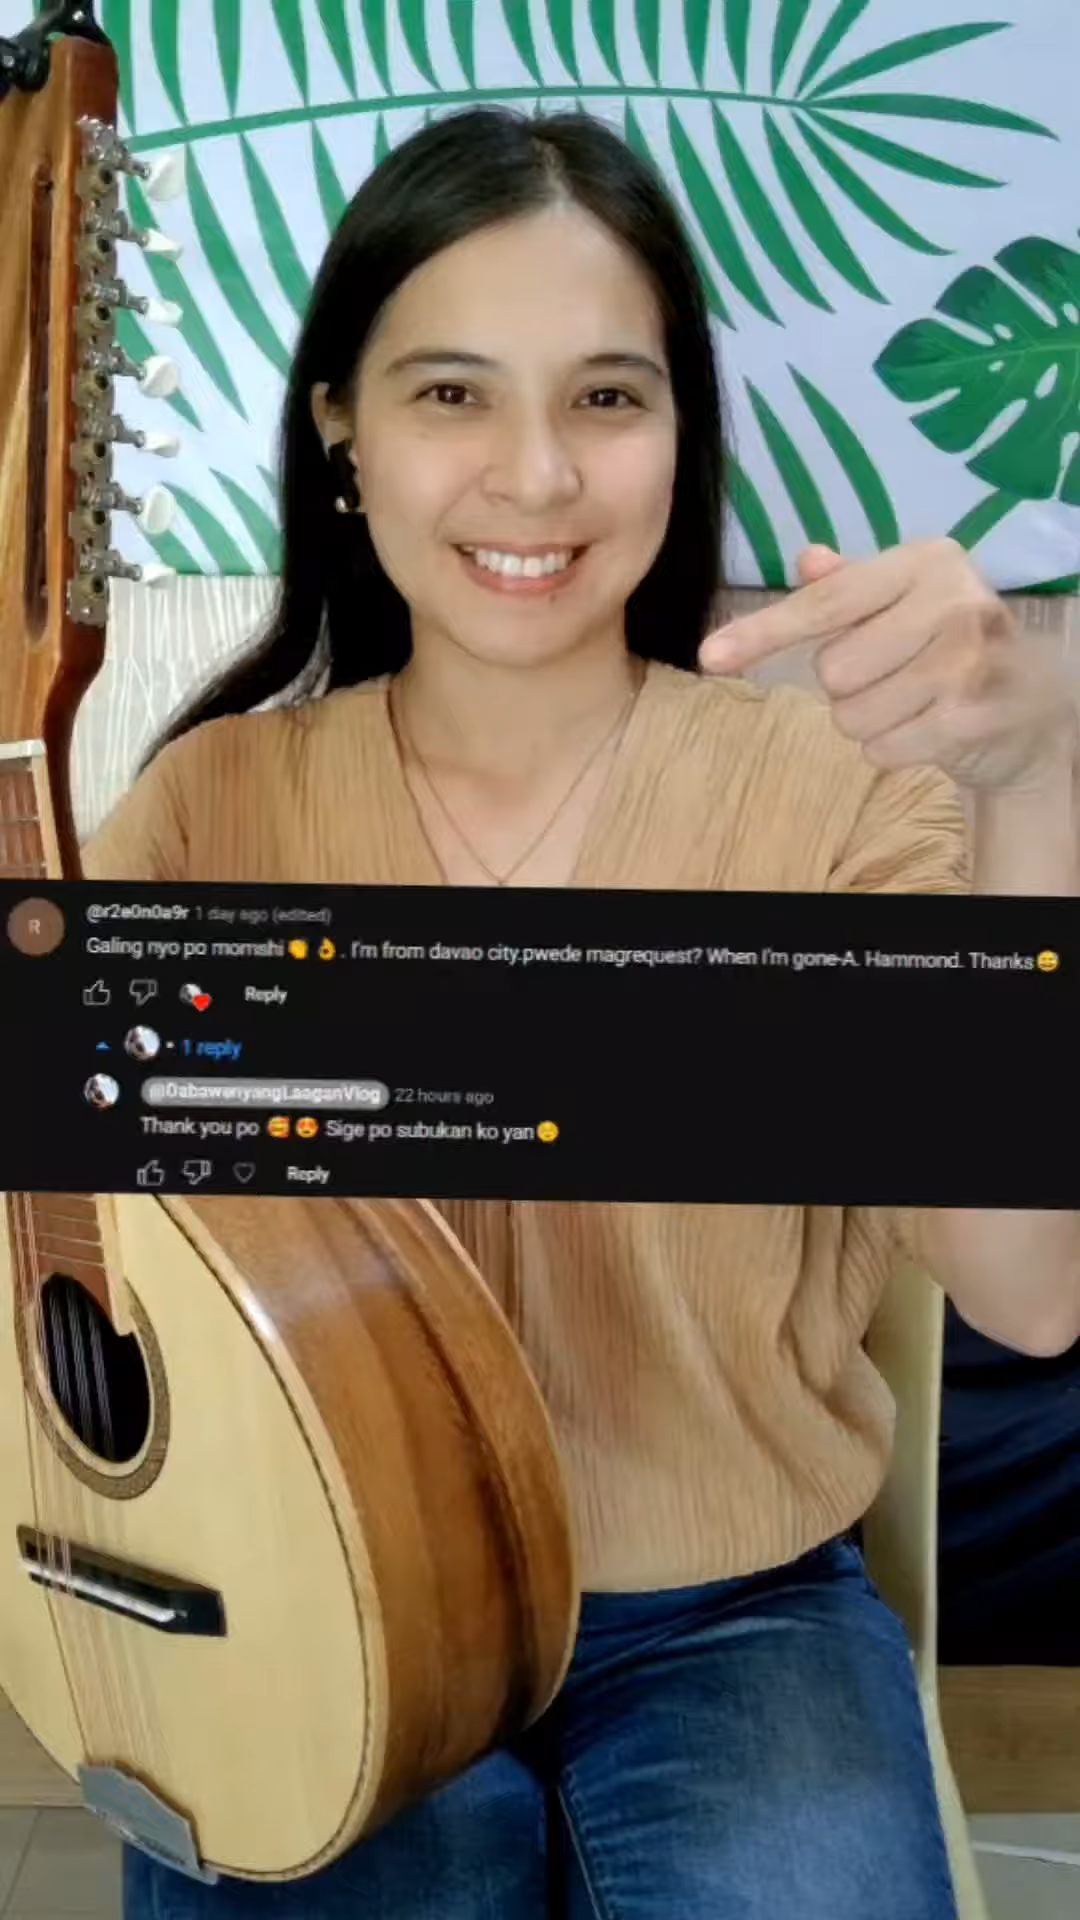 R
@r2e0n0a9r 1 day ago (edited)
Galing nyo po momshi👏 👌. I'm from davao city.pwede magrequest? When I'm gone-A. Hammond. Thanks😅
Reply
• 1 reply
@DabawenyangLaaganVlog 22 hours ago
Thank you po 🥰 😍 Sige po subukan ko yan☺️
Reply